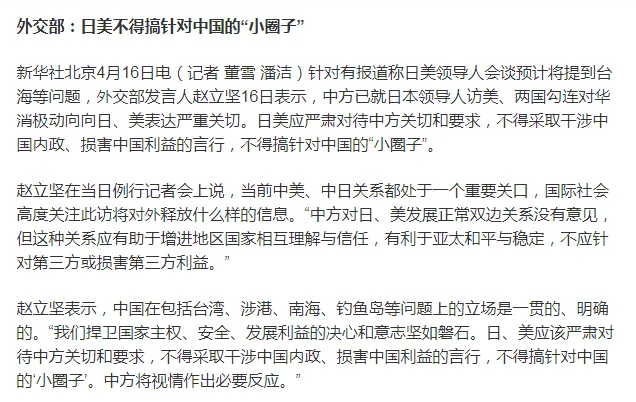 外交部：日美不得搞针对中国的“小圈子”
新华社北京4月16日电（记者 董雪 潘洁）针对有报道称日美领导人会谈预计将提到台
海等问题，外交部发言人赵立坚16日表示，中方已就日本领导人访美、两国勾连对华
消极动向向日、美表达严重关切。日美应严肃对待中方关切和要求，不得采取干涉中
国内政、损害中国利益的言行，不得搞针对中国的“小圈子”。
赵立坚在当日例行记者会上说，当前中美、中日关系都处于一个重要关口，国际社会
高度关注此访将对外释放什么样的信息。“中方对日、美发展正常双边关系没有意见，
但这种关系应有助于增进地区国家相互理解与信任，有利于亚太和平与稳定，不应针
对第三方或损害第三方利益。”
赵立坚表示，中国在包括台湾、涉港、南海、钓鱼岛等问题上的立场是一贯的、明确
的。“我们捍卫国家主权、安全、发展利益的决心和意志坚如磐石。日、美应该严肃对
待中方关切和要求，不得采取干涉中国内政、损害中国利益的言行，不得搞针对中国
的‘小圈子’。中方将视情作出必要反应。”